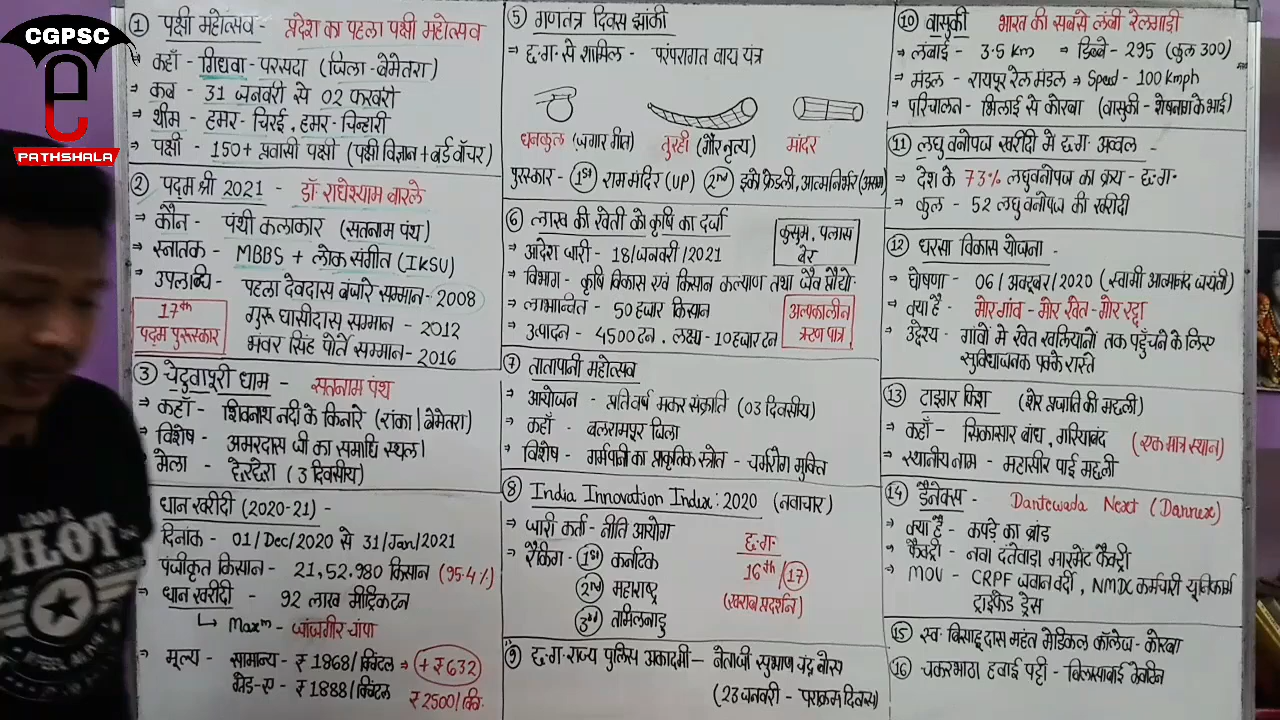 CGPSC
e
PATHSHALA
I AM A
PILOT
① पक्षी महोत्सव - प्रदेश का पहला पक्षी महोत्सव
→ कहाँ - गिधवा - परसदा (जिला - बेमेतरा)
→ कब - 31 जनवरी से 02 फरवरी
→ थीम - हमर - चिरई, हमर - चिन्हारी
→ पक्षी - 150+ प्रवासी पक्षी (पक्षी विज्ञान + बर्ड वॉचर)
② पदम श्री 2021 - डॉ राधेश्याम बारले
→ कौन - पंथी कलाकार (सतनाम पंथ)
→ स्नातक - MBBS + लोक संगीत (IKSU)
→ उपलब्धि - पहला देवदास बंजारे सम्मान - 2008
गुरू घासीदास सम्मान - 2012
भंवर सिंह पोर्ते सम्मान - 2016
17th
पदम पुरूस्कार
③ चेटुवापुरी धाम - सतनाम पंथ
→ कहाँ - शिवनाथ नदी के किनारे (रांका | बेमेतरा)
→ विशेष - अमरदास जी का समाधि स्थल।
→ मेला - छेरछेरा (3 दिवसीय)
धान खरीदी (2020-21) -
दिनांक - 01/Dec/2020 से 31/Jan/2021
पंजीकृत किसान - 21,52,980 किसान (95.4%)
→ धान खरीदी - 92 लाख मीट्रिकटन
↳ Maxm - जांजगीर चांपा
→ मूल्य - सामान्य - ₹ 1868/क्विंटल → +₹632
ग्रेड-ए - ₹ 1888/क्विंटल ₹2500/क्विं.
⑤ गणतंत्र दिवस झांकी
→ छ.ग. से शामिल - परंपरागत वाद्य यंत्र
धनकुल (जगार गीत) तुरही (गौर नृत्य) मांदर
पुरस्कार - 1st राम मंदिर (UP) 2nd इको फ्रेंडली, आत्मनिर्भर
⑥ लाख की खेती को कृषि का दर्जा
→ आदेश जारी - 18/जनवरी/2021
कुसुम, पलास
बेर
→ विभाग - कृषि विकास एवं किसान कल्याण तथा जैव प्रौद्यो.
→ लाभान्वित - 50 हजार किसान
→ उत्पादन - 4500 टन, लक्ष्य - 10 हजार टन
अल्पकालीन
ऋण पात्र
⑦ तातापानी महोत्सव
→ आयोजन - प्रतिवर्ष मकर संक्राति (03 दिवसीय)
→ कहाँ - बलरामपुर जिला
→ विशेष - गर्मपानी का प्राकृतिक स्त्रोत - चर्मरोग मुक्ति
⑧ India Innovation Index: 2020 (नवाचार)
→ जारी कर्ता - नीति आयोग
→ रैंकिंग - 1st कर्नाटक
2nd महाराष्ट्र
3rd तामिलनाडु
छ.ग.
16th/17
(खराब प्रदर्शन)
⑨ छ.ग. राज्य पुलिस अकादमी - नेताजी सुभाष चंद्र बोस
(23 जनवरी - पराक्रम दिवस)
⑩ वासुकी भारत की सबसे लंबी रेलगाड़ी
→ लंबाई - 3.5 Km → डिब्बे - 295 (कुल 300)
→ मंडल - रायपुर रेल मंडल → Speed - 100 kmph
→ परिचालन - भिलाई से कोरबा (वासुकी - शेषनाग के भाई)
⑪ लघु वनोपज खरीदी में छ.ग. अव्वल -
→ देश के 73% लघु वनोपज का क्रय - छ.ग.
→ कुल - 52 लघु वनोपज की खरीदी
⑫ धरसा विकास योजना -
→ घोषणा - 06/अक्टूबर/2020 (स्वामी आत्मानंद जयंती)
→ क्या है - मोर गांव - मोर खेत - मोर रद्दा
→ उद्देश्य - गांवों में खेत खलियानो तक पहुँचने के लिए
सुविधाजनक पक्के रास्ते
⑬ टाइगर फिश (शेर प्रजाति की मछली)
→ कहाँ - सिकासार बांध, गरियाबंद (एक मात्र स्थान)
→ स्थानीय नाम - महासीर पाई मछली
⑭ डैनेक्स - Dantewada Next (Dannex)
→ क्या है - कपड़े का ब्रांड
→ फैक्ट्री - नवा दंतेवाड़ा गारमेंट फैक्ट्री
→ MOU - CRPF जवान वर्दी, NMDC कर्मचारी यूनिफार्म
ट्राईफेड ड्रेस
⑮ स्व. बिसाहू दास महंत मेडिकल कॉलेज - कोरबा
⑯ चकरभाठा हवाई पट्टी - बिलासाबाई केंवटिन